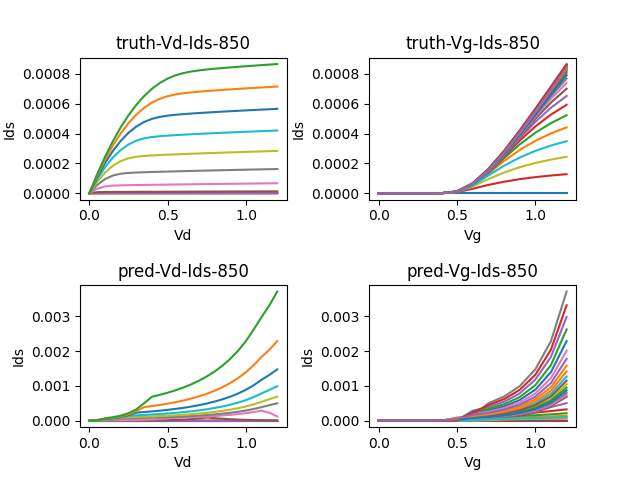 truth-Vd-Ids-850
truth-Vg-Ids-850
0.0008
0.0006
0.0004
0.0002
0.0000
Ids
0.0 0.5 1.0
Vd
0.0008
0.0006
0.0004
0.0002
0.0000
Ids
0.0 0.5 1.0
Vg
pred-Vd-Ids-850
pred-Vg-Ids-850
0.003
0.002
0.001
0.000
Ids
0.0 0.5 1.0
Vd
0.003
0.002
0.001
0.000
Ids
0.0 0.5 1.0
Vg